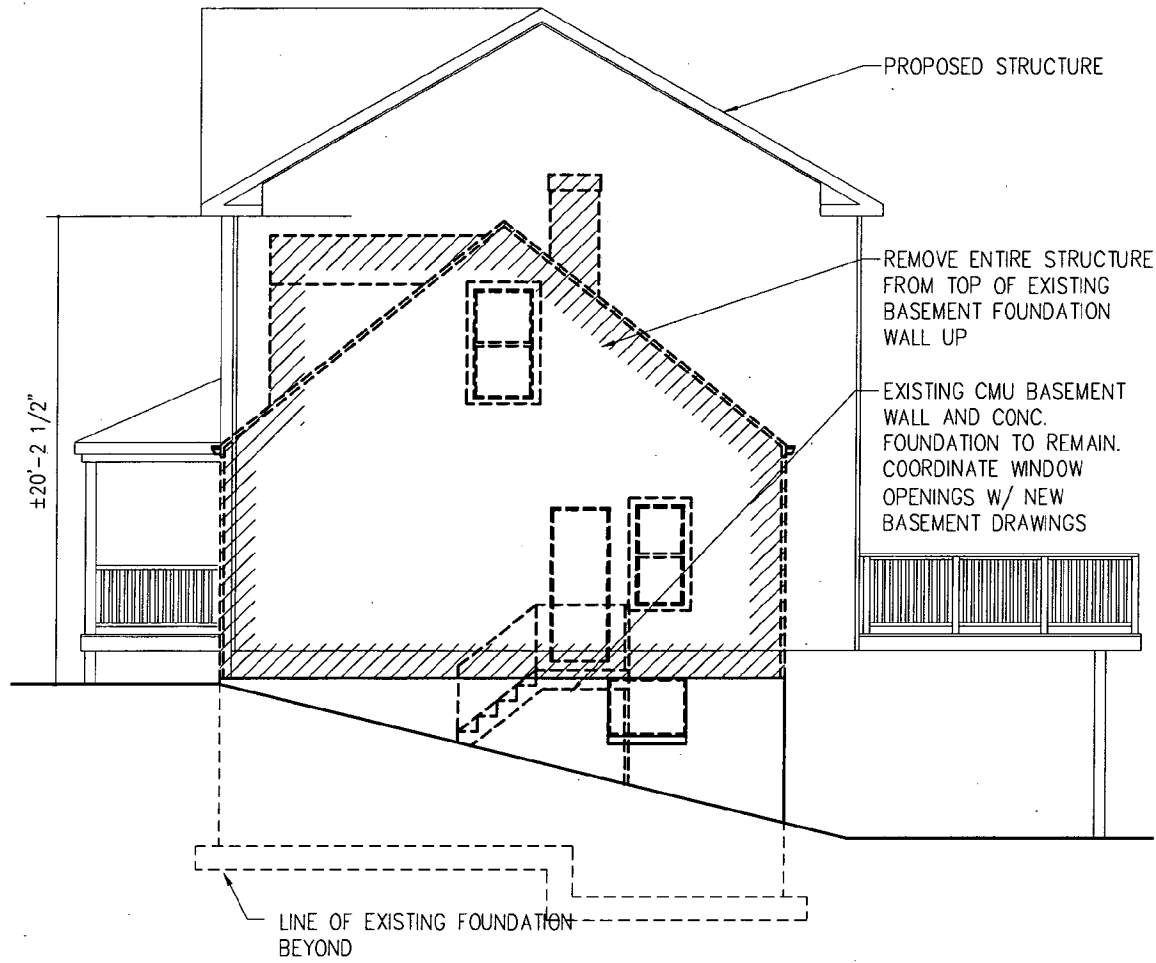 PROPOSED STRUCTURE
REMOVE ENTIRE STRUCTURE
FROM TOP OF EXISTING
BASEMENT FOUNDATION
WALL UP
EXISTING CMU BASEMENT
WALL AND CONC.
FOUNDATION TO REMAIN.
COORDINATE WINDOW
OPENINGS W/ NEW
BASEMENT DRAWINGS
±20'-2 1/2"
LINE OF EXISTING FOUNDATION
BEYOND